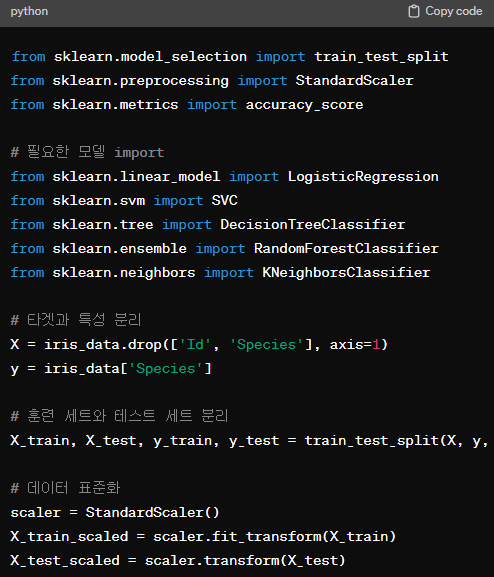 python
Copy code
from sklearn.model_selection import train_test_split
from sklearn.preprocessing import StandardScaler
from sklearn.metrics import accuracy_score
# 필요한 모델 import
from sklearn.linear_model import LogisticRegression
from sklearn.svm import SVC
from sklearn.tree import DecisionTreeClassifier
from sklearn.ensemble import RandomForestClassifier
from sklearn.neighbors import KNeighborsClassifier
# 타겟과 특성 분리
X = iris_data.drop(['Id', 'Species'], axis=1)
y = iris_data['Species']
# 훈련 세트와 테스트 세트 분리
X_train, X_test, y_train, y_test = train_test_split(X, y,
# 데이터 표준화
scaler = StandardScaler()
X_train_scaled = scaler.fit_transform(X_train)
X_test_scaled = scaler.transform(X_test)